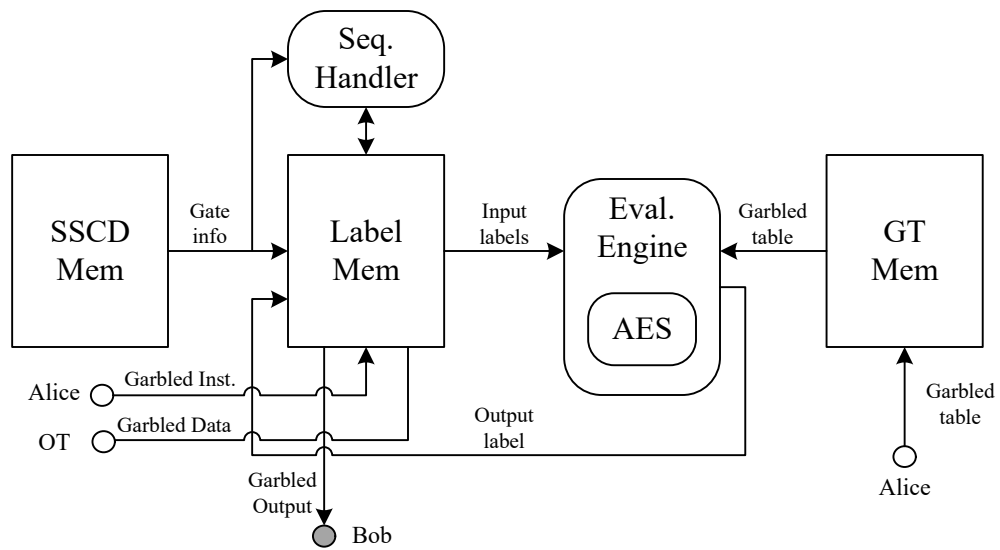 Seq.
Handler
SSCD
Mem
Gate
info
Label
Mem
Input
labels
Eval.
Engine
AES
Garbled
table
GT
Mem
Alice
Garbled Inst.
OT
Garbled Data
Output
label
Garbled
table
Alice
Garbled
Output
Bob